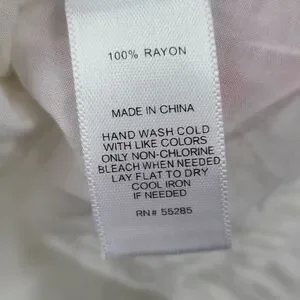 100% RAYON
MADE IN CHINA
HAND WASH COLD
WITH LIKE COLORS
ONLY NON-CHLORINE
BLEACH WHEN NEEDED
LAY FLAT TO DRY
COOL IRON
IF NEEDED
RN# 55285